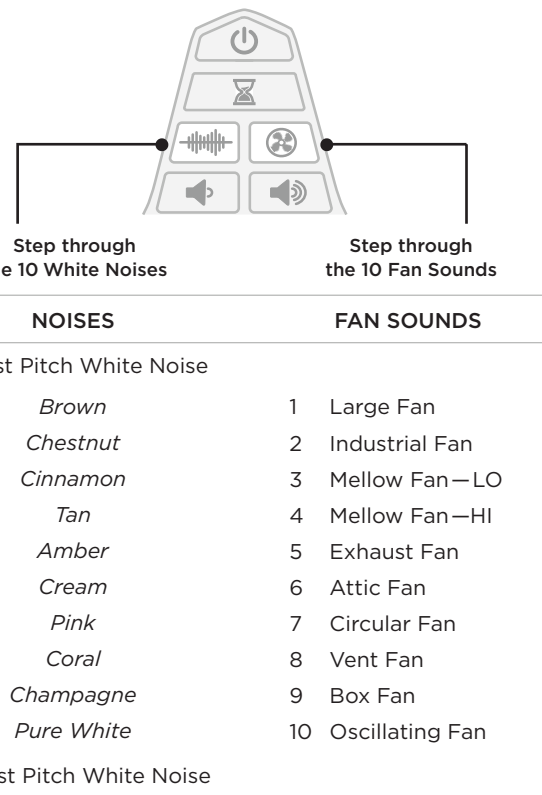 Step through
e 10 White Noises
Step through
the 10 Fan Sounds
NOISES FAN SOUNDS
st Pitch White Noise
Brown 1 Large Fan
Chestnut 2 Industrial Fan
Cinnamon 3 Mellow Fan—LO
Tan 4 Mellow Fan—HI
Amber 5 Exhaust Fan
Cream 6 Attic Fan
Pink 7 Circular Fan
Coral 8 Vent Fan
Champagne 9 Box Fan
Pure White 10 Oscillating Fan
st Pitch White Noise